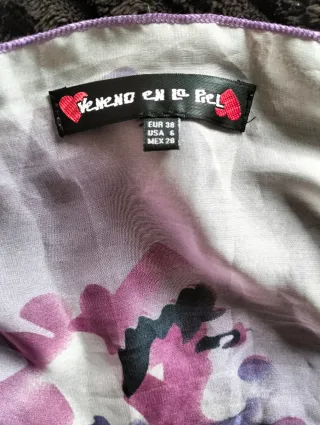 VENENO EN LA PIEL
EUR 38
USA 6
MEX 28